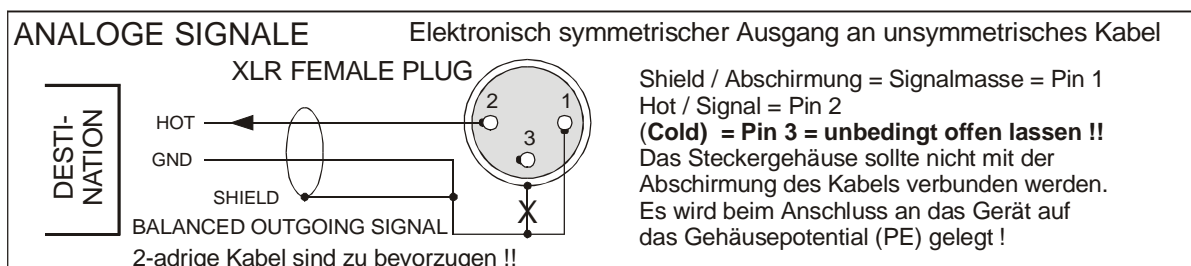 ANALOGE SIGNALE
Elektronisch symmetrischer Ausgang an unsymmetrisches Kabel
XLR FEMALE PLUG
DESTI-
NATION
HOT
GND
SHIELD
2
1
3
X
BALANCED OUTGOING SIGNAL
2-adrige Kabel sind zu bevorzugen !!
Shield / Abschirmung = Signalmasse = Pin 1
Hot / Signal = Pin 2
(Cold) = Pin 3 = unbedingt offen lassen !!
Das Steckergehäuse sollte nicht mit der
Abschirmung des Kabels verbunden werden.
Es wird beim Anschluss an das Gerät auf
das Gehäusepotential (PE) gelegt !